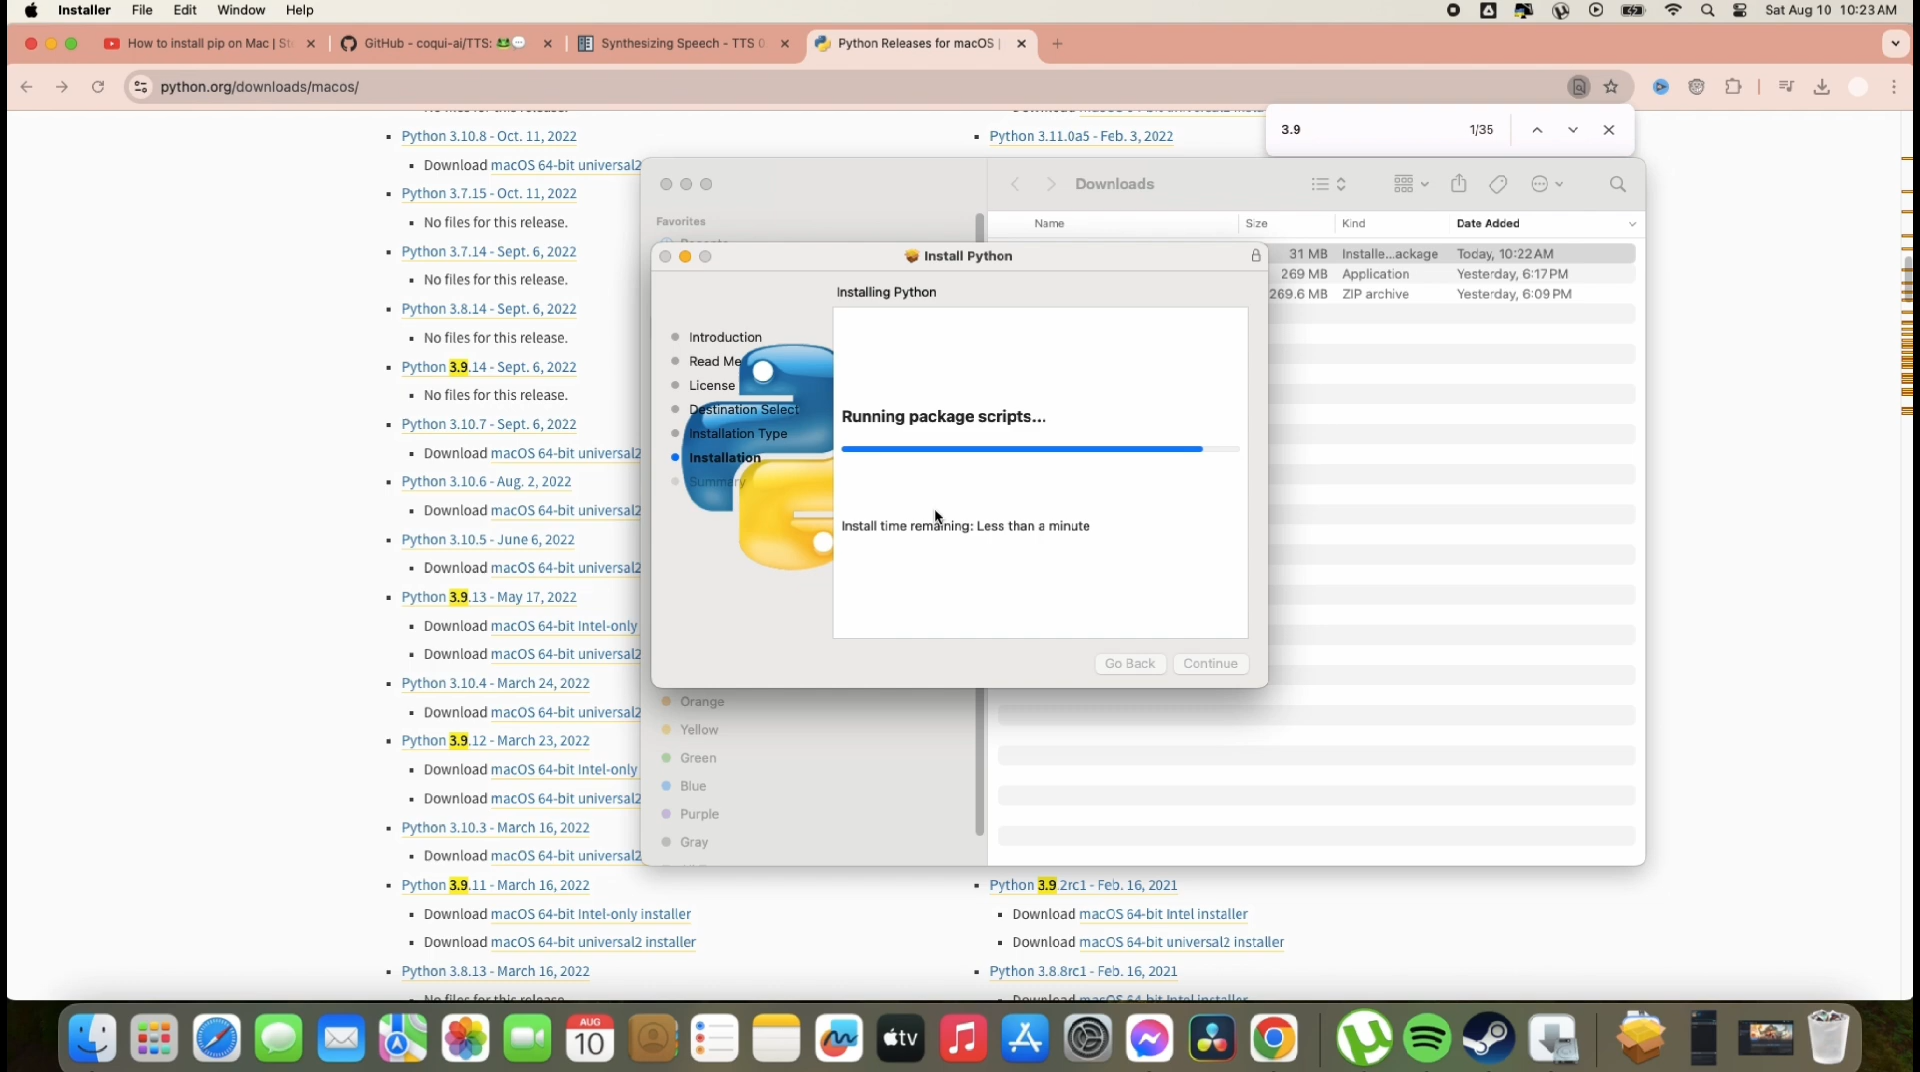 Installer File Edit Window Help Sat Aug 10 10:23 AM
How to install pip on Mac | St
GitHub - coqui-ai/TTS:
Synthesizing Speech - TTS 0
Python Releases for macOS |
python.org/downloads/macos/
3.9 1/35
Python 3.10.8 - Oct. 11, 2022
Download macOS 64-bit universal2
Python 3.7.15 - Oct. 11, 2022
No files for this release.
Python 3.7.14 - Sept. 6, 2022
No files for this release.
Python 3.8.14 - Sept. 6, 2022
No files for this release.
Python 3.9.14 - Sept. 6, 2022
No files for this release.
Python 3.10.7 - Sept. 6, 2022
Download macOS 64-bit universal2
Python 3.10.6 - Aug. 2, 2022
Download macOS 64-bit universal2
Python 3.10.5 - June 6, 2022
Download macOS 64-bit universal2
Python 3.9.13 - May 17, 2022
Download macOS 64-bit Intel-only
Download macOS 64-bit universal2
Python 3.10.4 - March 24, 2022
Download macOS 64-bit universal2
Python 3.9.12 - March 23, 2022
Download macOS 64-bit Intel-only
Download macOS 64-bit universal2
Python 3.10.3 - March 16, 2022
Download macOS 64-bit universal2
Python 3.9.11 - March 16, 2022
Download macOS 64-bit Intel-only installer
Download macOS 64-bit universal2 installer
Python 3.8.13 - March 16, 2022
No files for this release.
Python 3.11.0a5 - Feb. 3, 2022
Python 3.9.2rc1 - Feb. 16, 2021
Download macOS 64-bit Intel installer
Download macOS 64-bit universal2 installer
Python 3.8.8rc1 - Feb. 16, 2021
Download macOS 64-bit Intel installer
Downloads
Favorites
Name Size Kind Date Added
31 MB Installe...ackage Today, 10:22 AM
269 MB Application Yesterday, 6:17 PM
269.6 MB ZIP archive Yesterday, 6:09 PM
Orange
Yellow
Green
Blue
Purple
Gray
Install Python
Installing Python
Introduction
Read Me
License
Destination Select
Installation Type
Installation
Summary
Running package scripts...
Install time remaining: Less than a minute
Go Back Continue
AUG
10
tv